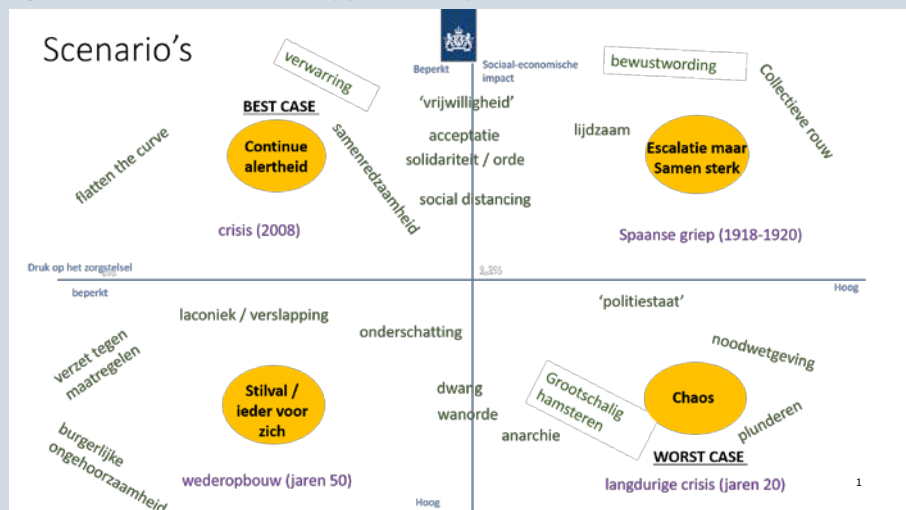 Scenario's
verwarring
Beperkt
Sociaal-economische
impact
bewustwording
Collectieve rouw
BEST CASE
'vrijwilligheid'
Continue
alertheid
flatten the curve
samenredzaamheid
acceptatie
solidariteit / orde
social distancing
lijdzaam
Escalatie maar
Samen sterk
crisis (2008)
Spaanse griep (1918-1920)
Druk op het zorgstelsel
beperkt
Hoog
laconiek / verslapping
onderschatting
'politiestaat'
noodwetgeving
verzet tegen
maatregelen
Stilval /
ieder voor
zich
dwang
wanorde
anarchie
Grootschalig
hamsteren
Chaos
plunderen
burgerlijke
ongehoorzaamheid
WORST CASE
wederopbouw (jaren 50)
langdurige crisis (jaren 20)
1
Hoog